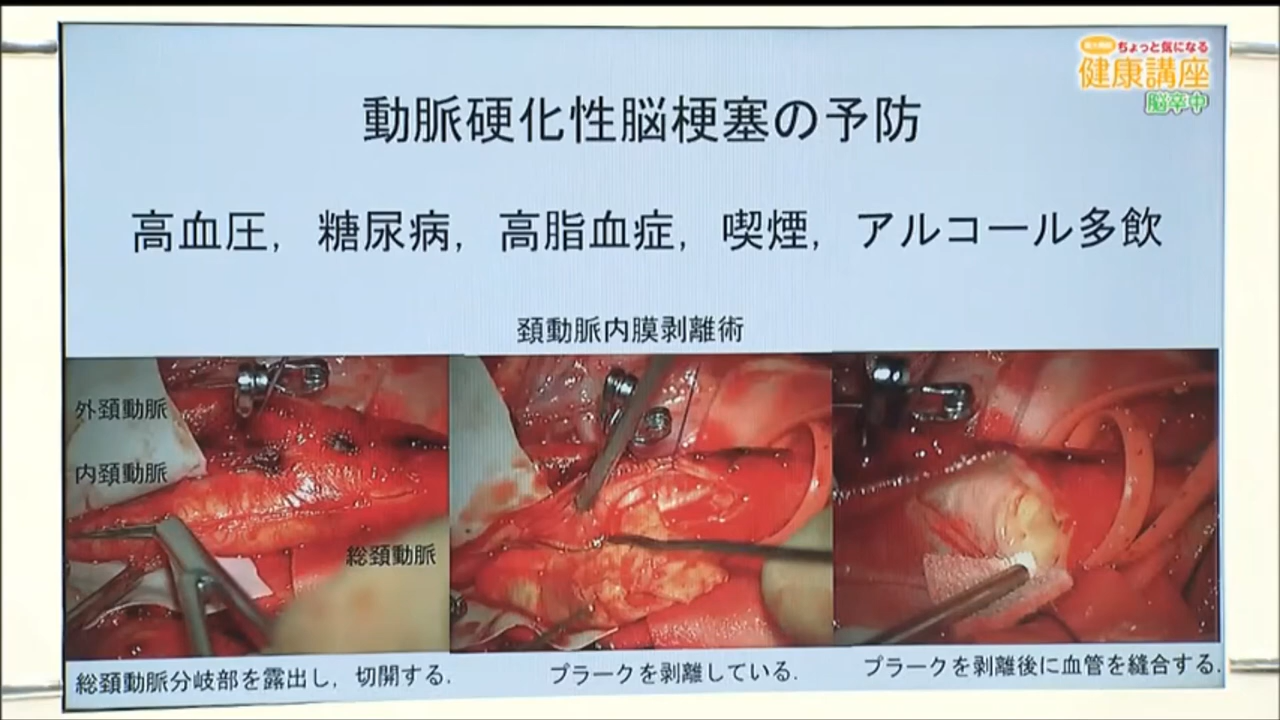 ちょっと気になる
健康講座
脳卒中
動脈硬化性脳梗塞の予防
高血圧，糖尿病，高脂血症，喫煙，アルコール多飲
頚動脈内膜剥離術
外頚動脈
内頚動脈
総頚動脈
総頚動脈分岐部を露出し，切開する．
プラークを剥離している．
プラークを剥離後に血管を縫合する．